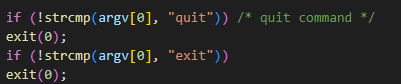 if (!strcmp(argv[0], "quit")) /* quit command */
exit(0);
if (!strcmp(argv[0], "exit"))
exit(0);